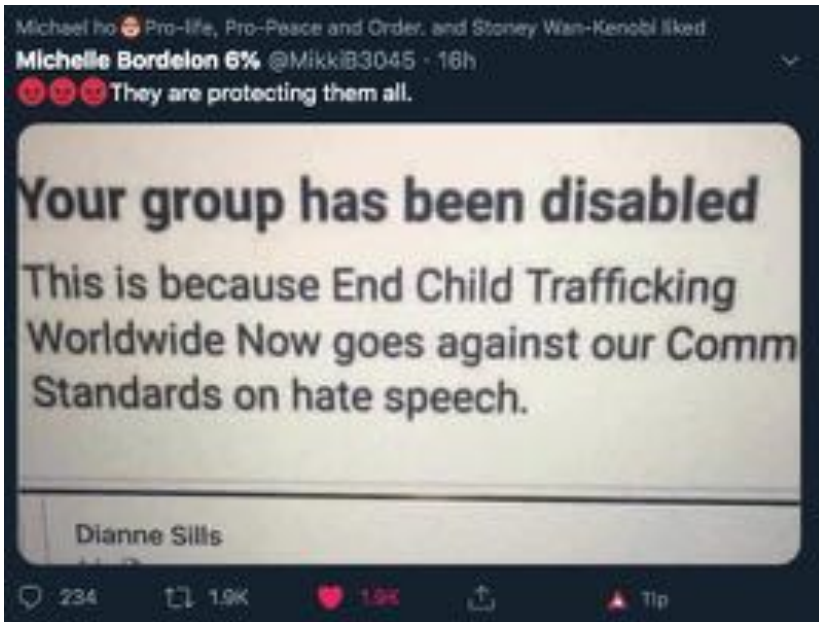 Michael ho Pro-life, Pro-Peace and Order. and Stoney Wan-Kenobi liked
Michelle Bordelon 6% @MikkiB3045 · 16h
They are protecting them all.
Your group has been disabled
This is because End Child Trafficking
Worldwide Now goes against our Comm
Standards on hate speech.
Dianne Sills
234 1.9K 1.9K Tip